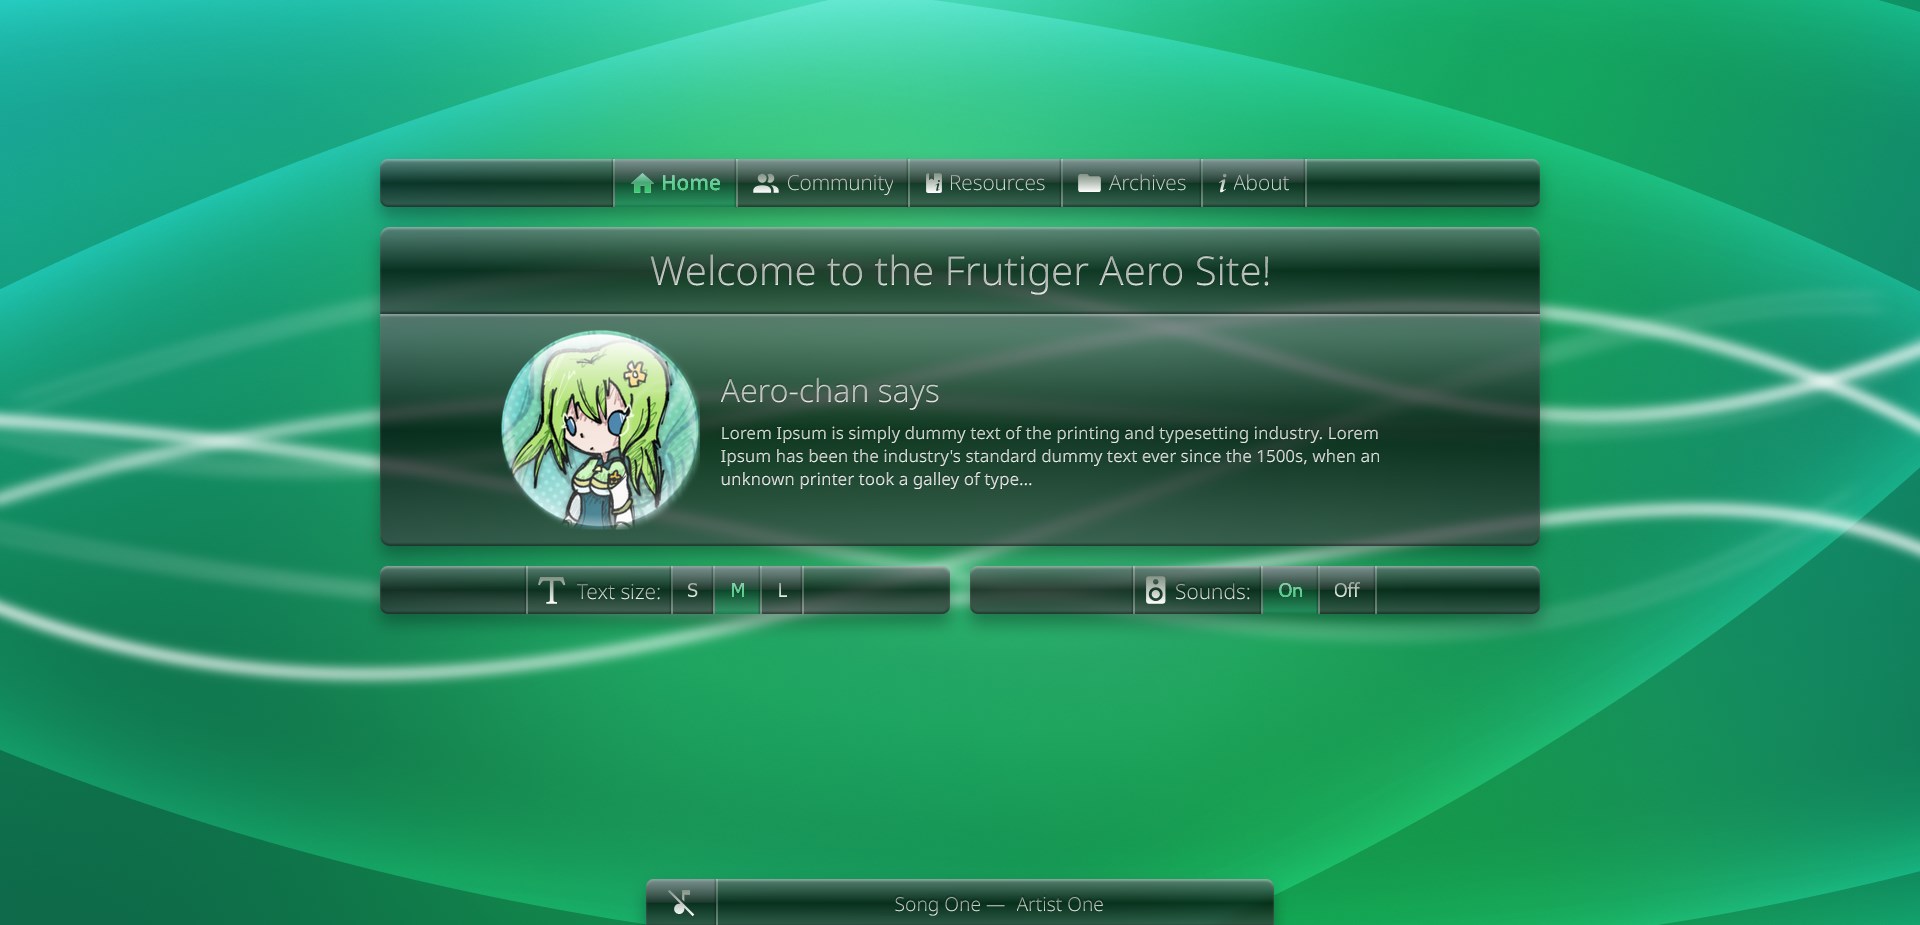 Home Community Resources Archives About
Welcome to the Frutiger Aero Site!
Aero-chan says
Lorem Ipsum is simply dummy text of the printing and typesetting industry. Lorem
Ipsum has been the industry's standard dummy text ever since the 1500s, when an
unknown printer took a galley of type...
Text size: S M L
Sounds: On Off
Song One — Artist One